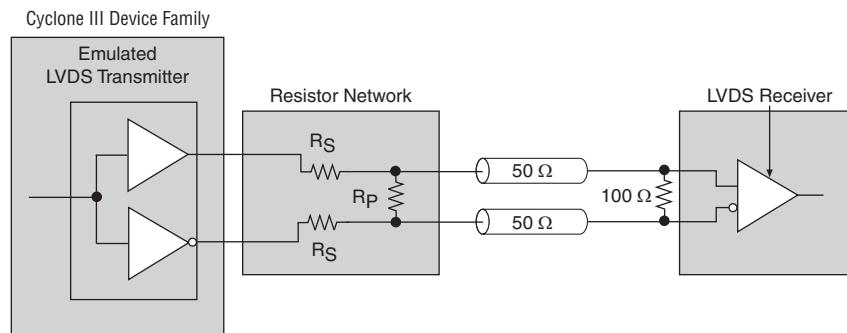 Cyclone III Device Family
Emulated
LVDS Transmitter
Resistor Network
LVDS Receiver
RS
50 Ω
RP
100 Ω
RS
50 Ω